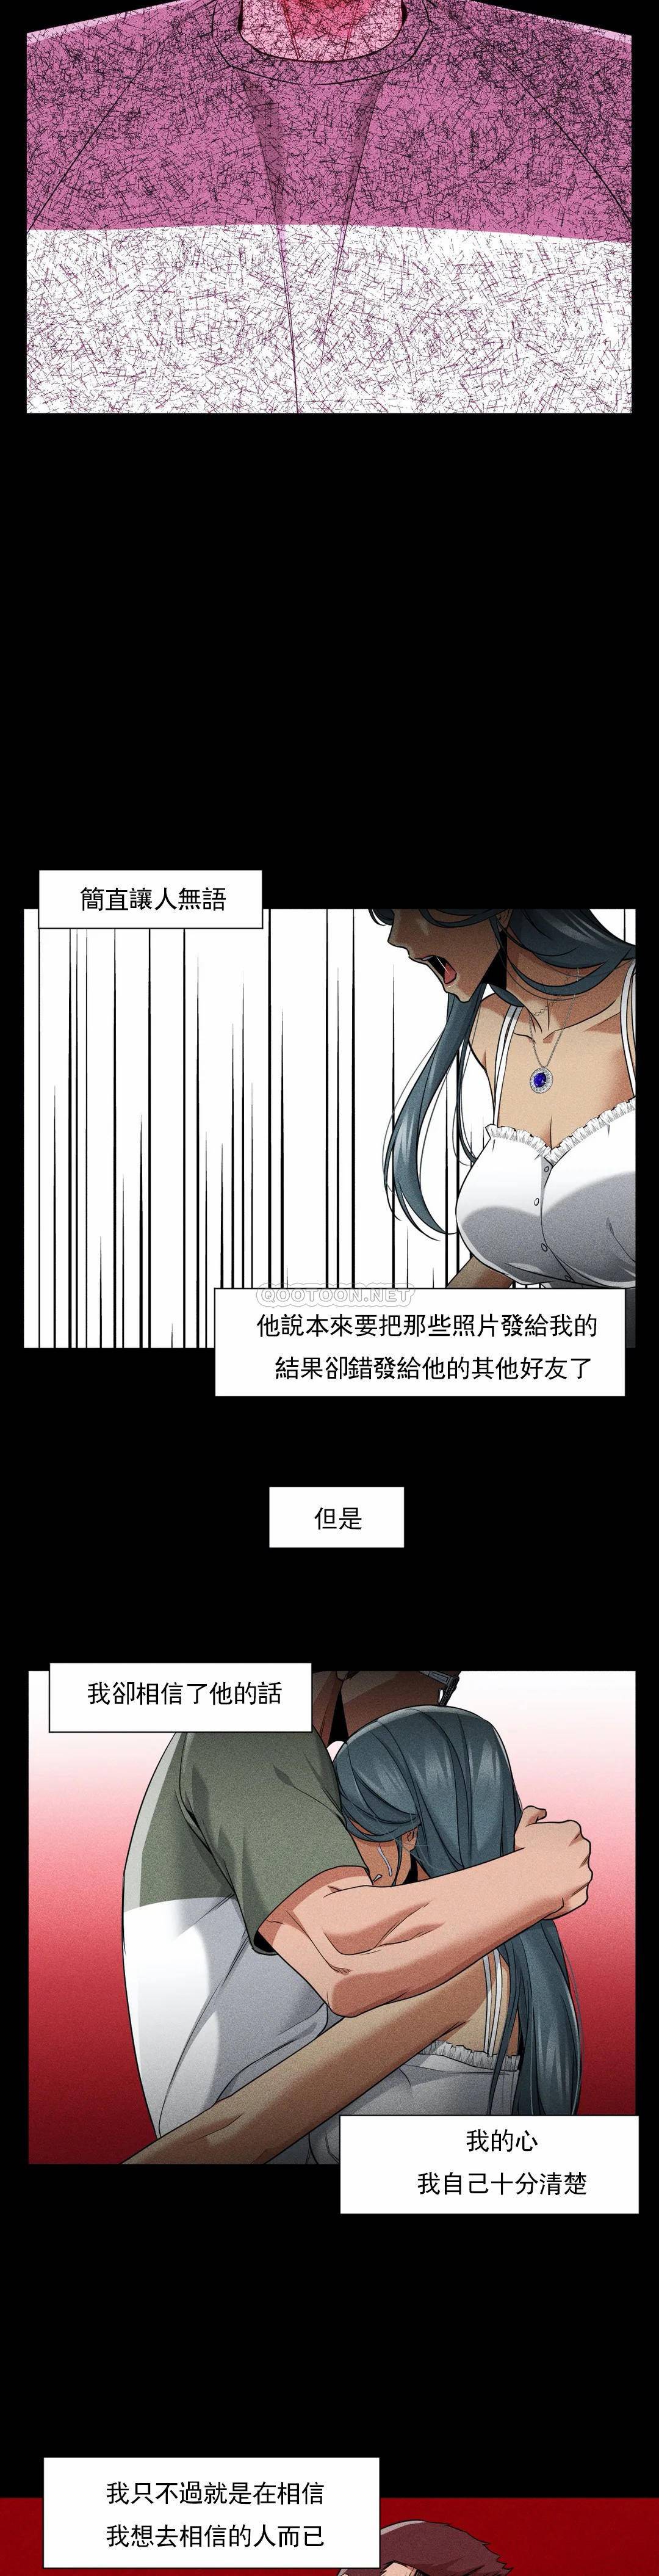 簡直讓人無語
QOOTOON.NET
他說本來要把那些照片發給我的
結果卻錯發給他的其他好友了
但是
我卻相信了他的話
我的心
我自己十分清楚
我只不過就是在相信
我想去相信的人而已